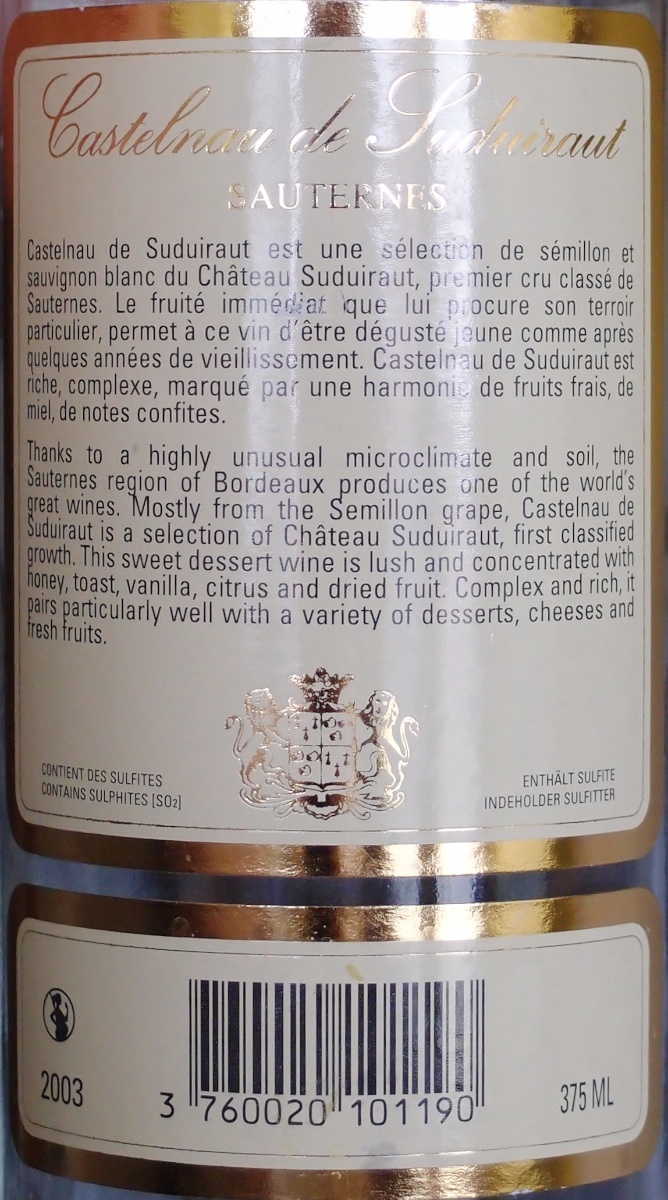 Castelnau de Suduiraut
SAUTERNES
Castelnau de Suduiraut est une sélection de sémillon et
sauvignon blanc du Château Suduiraut, premier cru classé de
Sauternes. Le fruité immédiat que lui procure son terroir
particulier, permet à ce vin d'être dégusté jeune comme après
quelques années de vieillissement. Castelnau de Suduiraut est
riche, complexe, marqué par une harmonie de fruits frais, de
miel, de notes confites.
Thanks to a highly unusual microclimate and soil, the
Sauternes region of Bordeaux produces one of the world's
great wines. Mostly from the Semillon grape, Castelnau de
Suduiraut is a selection of Château Suduiraut, first classified
growth. This sweet dessert wine is lush and concentrated with
honey, toast, vanilla, citrus and dried fruit. Complex and rich, it
pairs particularly well with a variety of desserts, cheeses and
fresh fruits.
CONTIENT DES SULFITES
CONTAINS SULPHITES [SO2]
ENTHÄLT SULFITE
INDEHOLDER SULFITTER
2003
3 760020 101190
375 ML